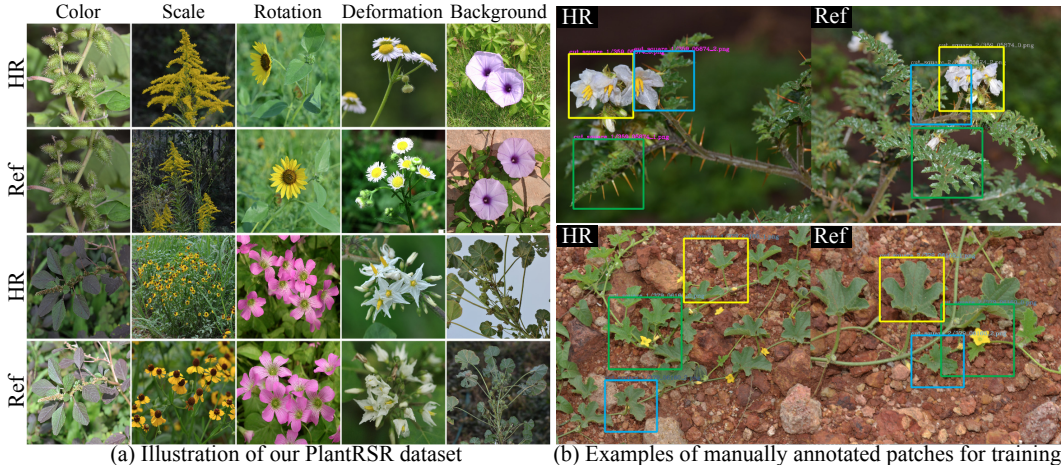 Color Scale Rotation Deformation Background
HR
Ref
HR
Ref
HR Ref
HR Ref
(a) Illustration of our PlantRSR dataset
(b) Examples of manually annotated patches for training